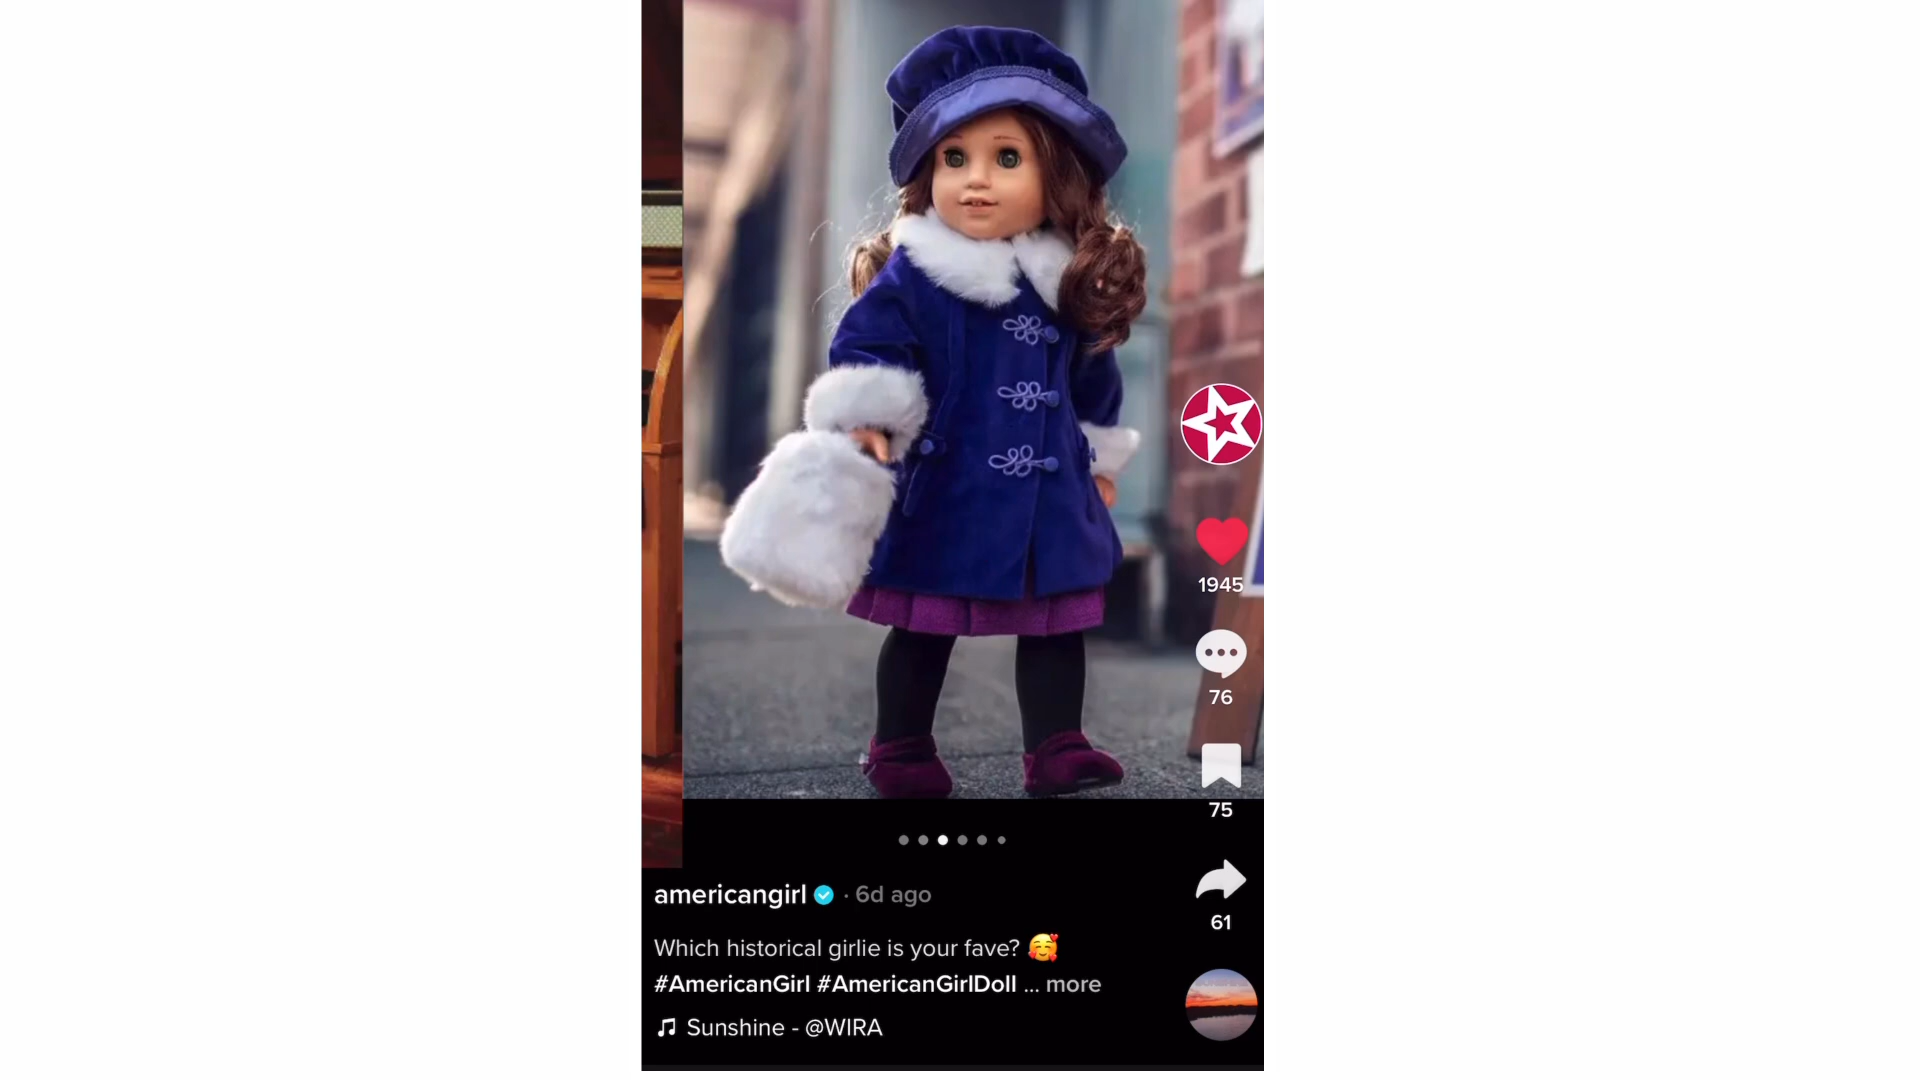 1945
76
75
61
americangirl · 6d ago
Which historical girlie is your fave? 🥰
#AmericanGirl #AmericanGirlDoll ... more
Sunshine - @WIRA